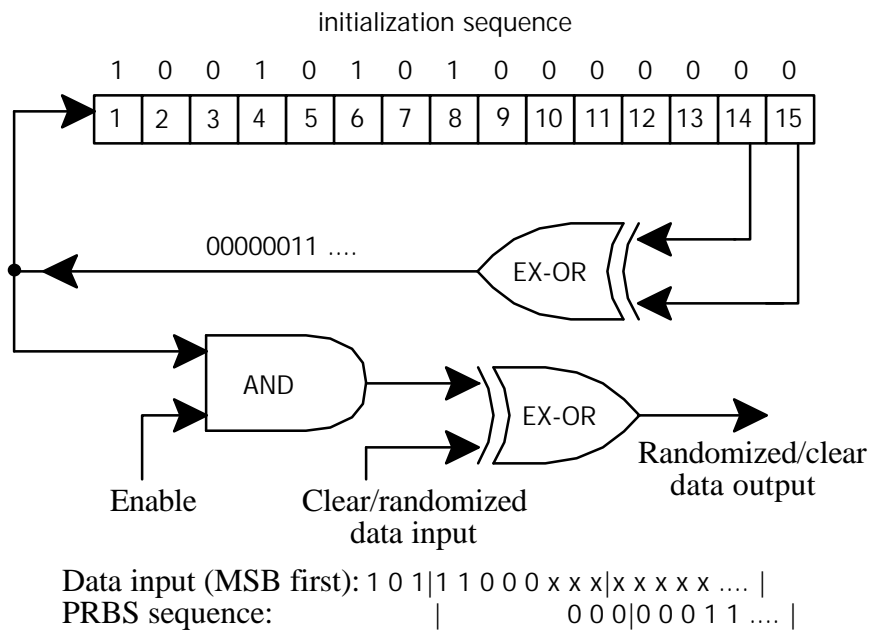 initialization sequence
1 0 0 1 0 1 0 1 0 0 0 0 0 0 0
1 2 3 4 5 6 7 8 9 10 11 12 13 14 15
00000011 ....
EX-OR
AND
EX-OR
Enable
Clear/randomized
data input
Randomized/clear
data output
Data input (MSB first): 1 0 1|1 1 0 0 0 x x x|x x x x x .... |
PRBS sequence: | 0 0 0|0 0 0 1 1 .... |